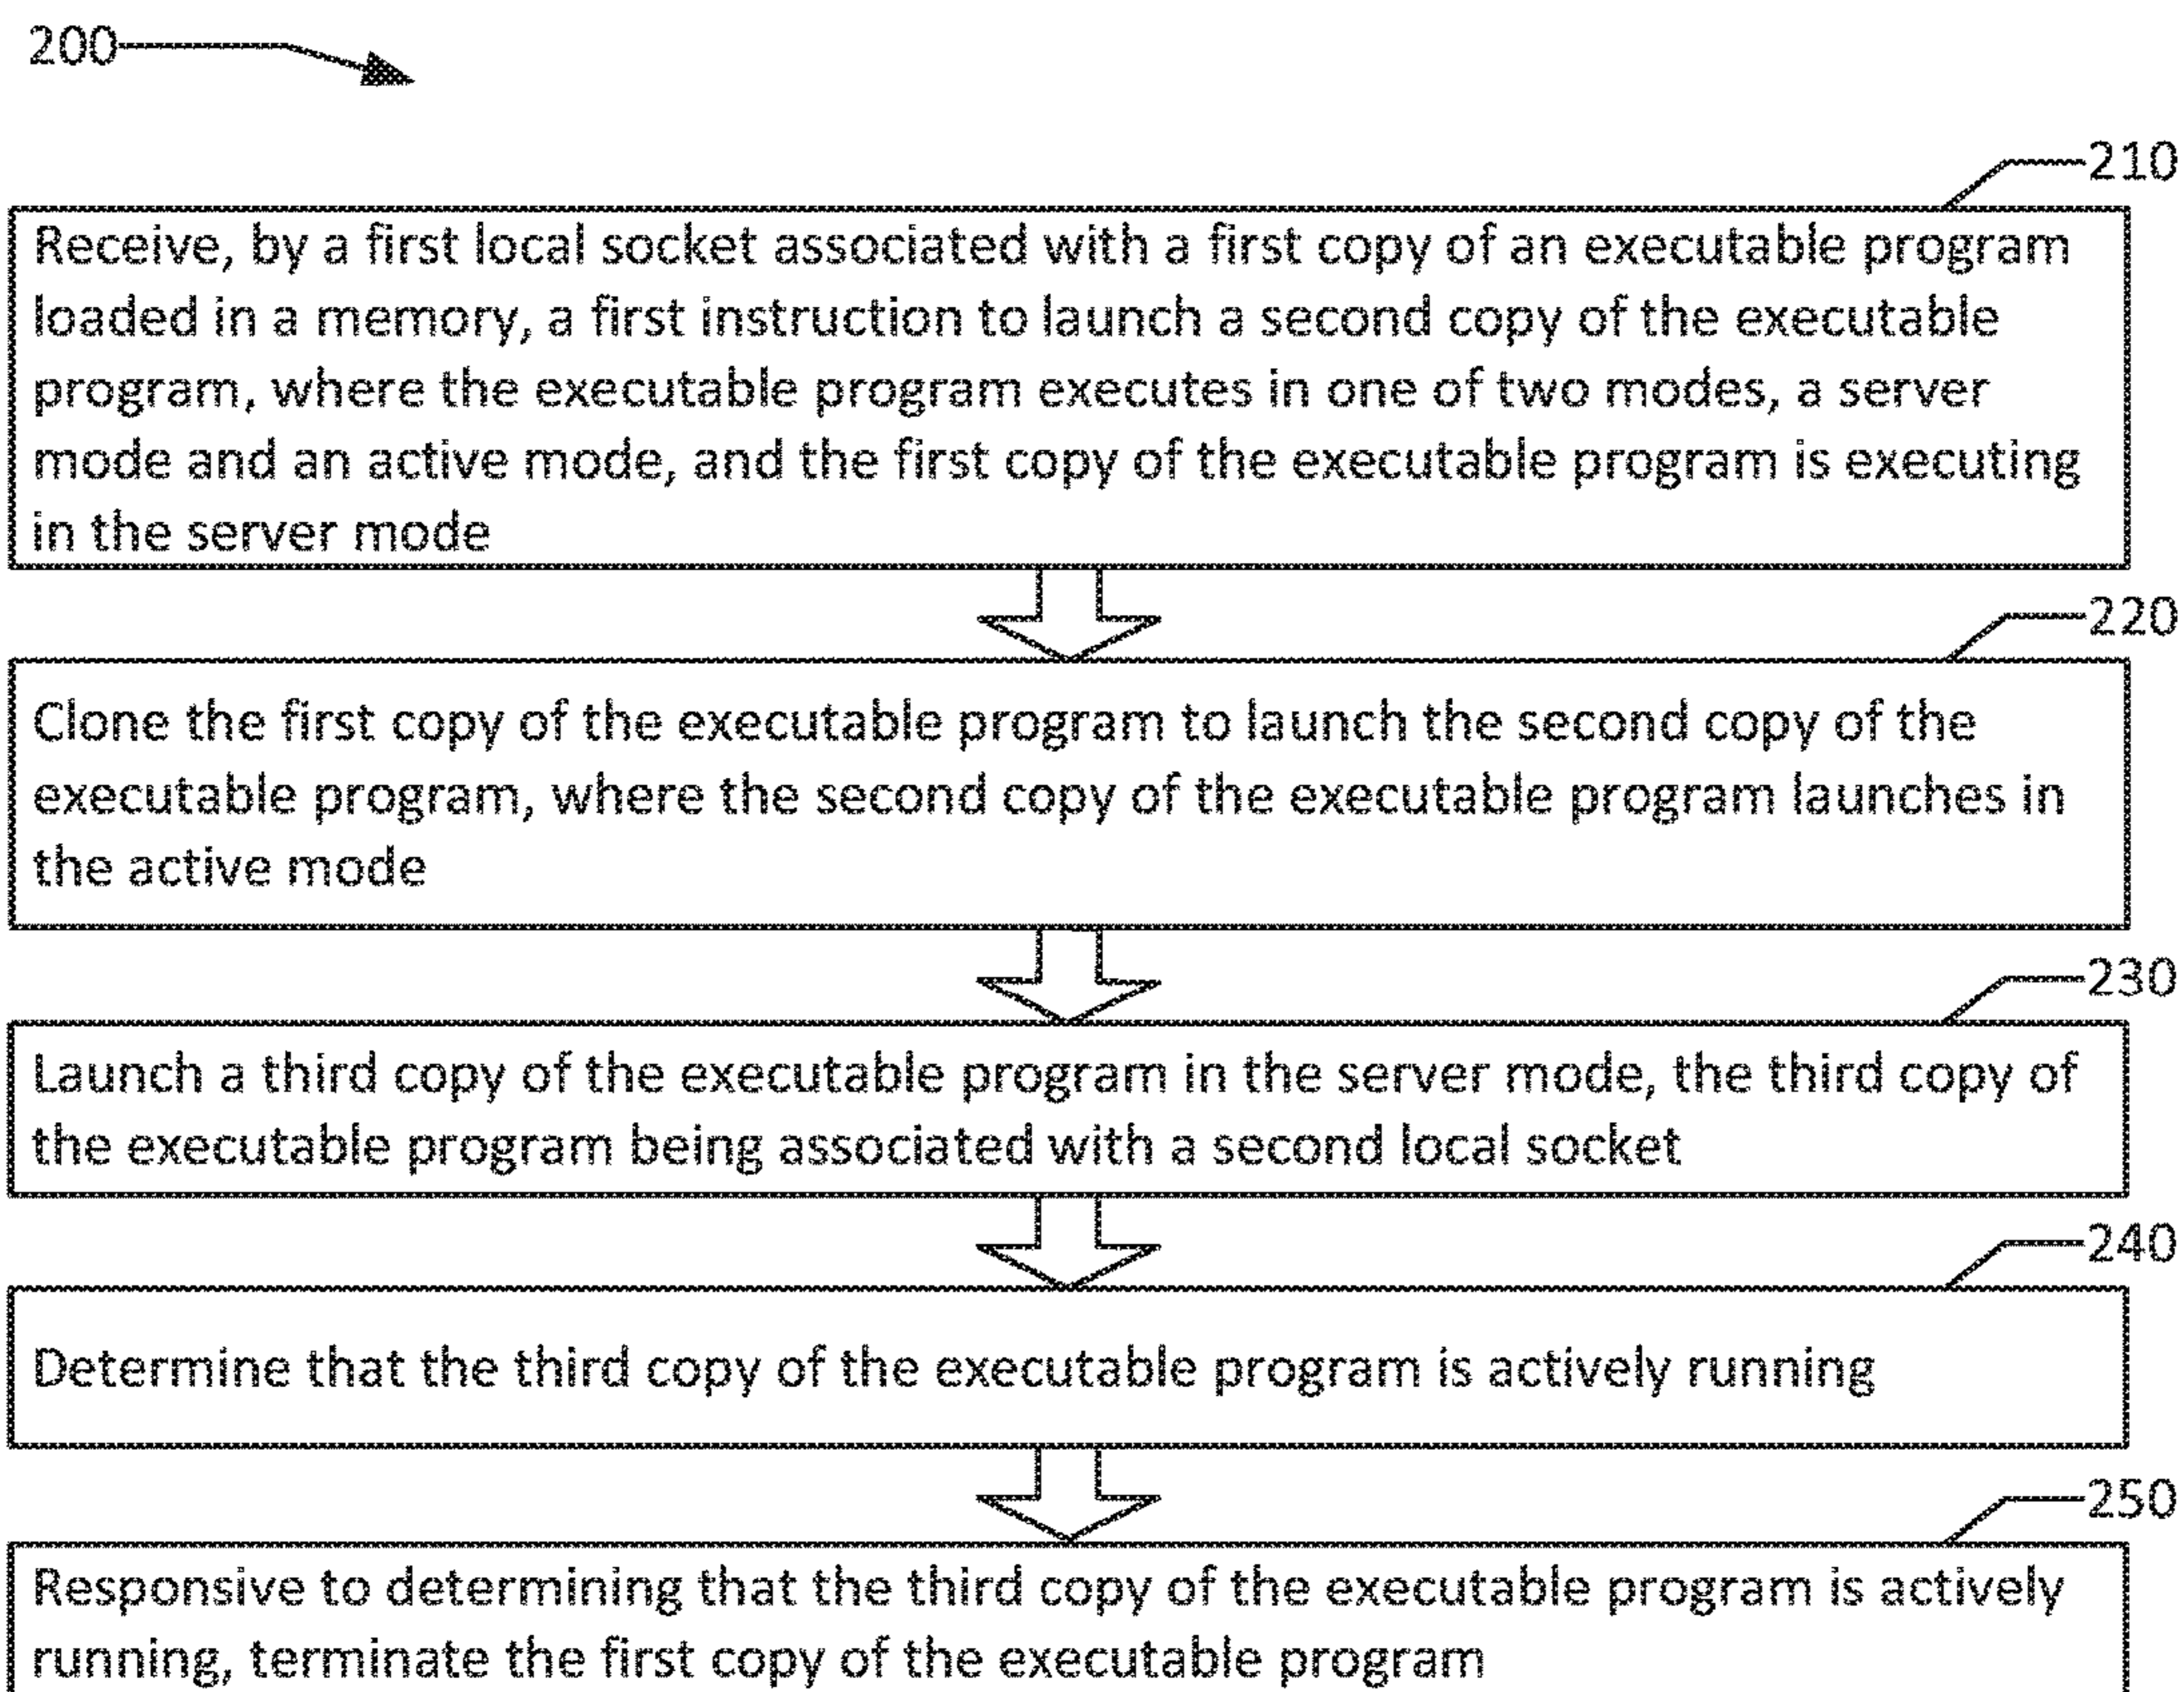 200
210
Receive, by a first local socket associated with a first copy of an executable program
loaded in a memory, a first instruction to launch a second copy of the executable
program, where the executable program executes in one of two modes, a server
mode and an active mode, and the first copy of the executable program is executing
in the server mode
220
Clone the first copy of the executable program to launch the second copy of the
executable program, where the second copy of the executable program launches in
the active mode
230
Launch a third copy of the executable program in the server mode, the third copy of
the executable program being associated with a second local socket
240
Determine that the third copy of the executable program is actively running
250
Responsive to determining that the third copy of the executable program is actively
running, terminate the first copy of the executable program